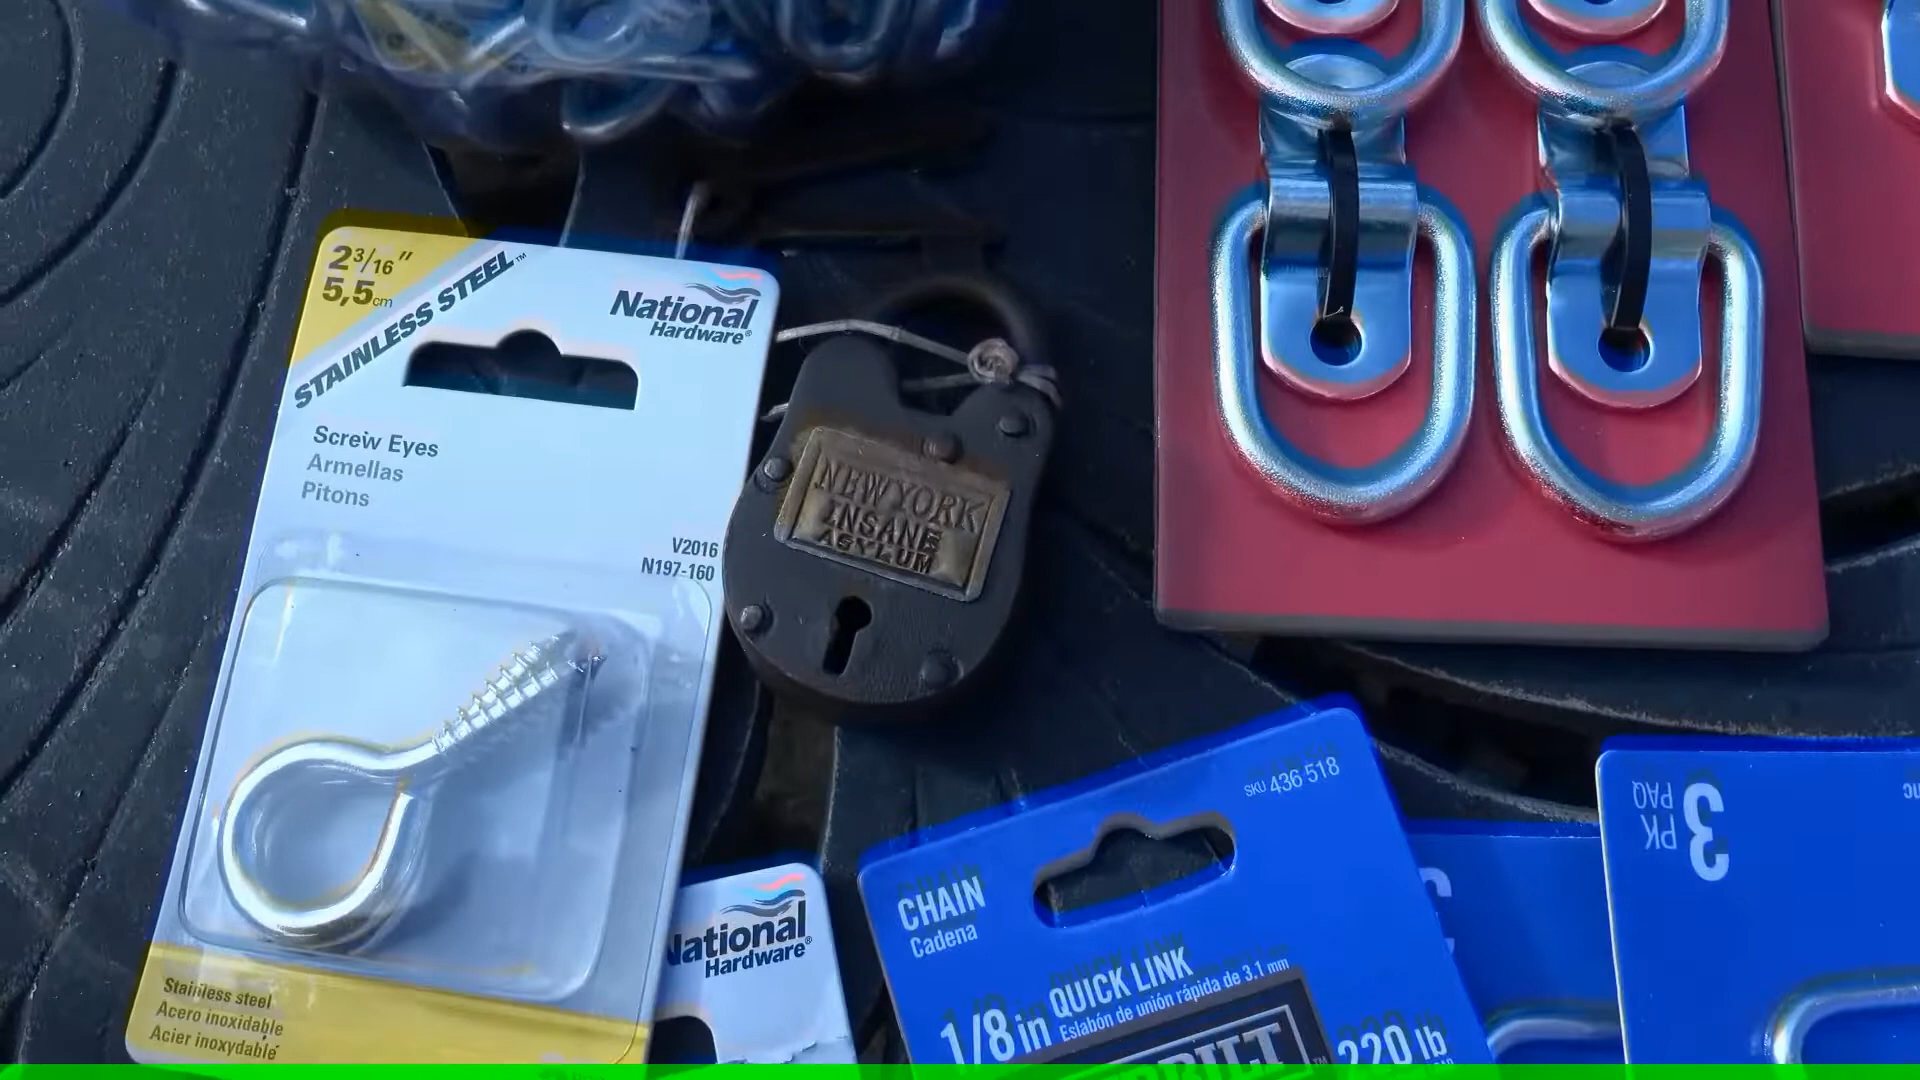 2 3/16"
5,5cm
STAINLESS STEEL™
National
Hardware®
Screw Eyes
Armellas
Pitons
V2016
N197-160
Stainless steel
Acero inoxidable
Acier inoxydable
NEW YORK
INSANE
ASYLUM
National
Hardware®
SKU 436 518
CHAIN
Cadena
QUICK LINK
1/8 in
Eslabón de unión rápida de 3.1 mm
220 lb
3
PK
PAQ